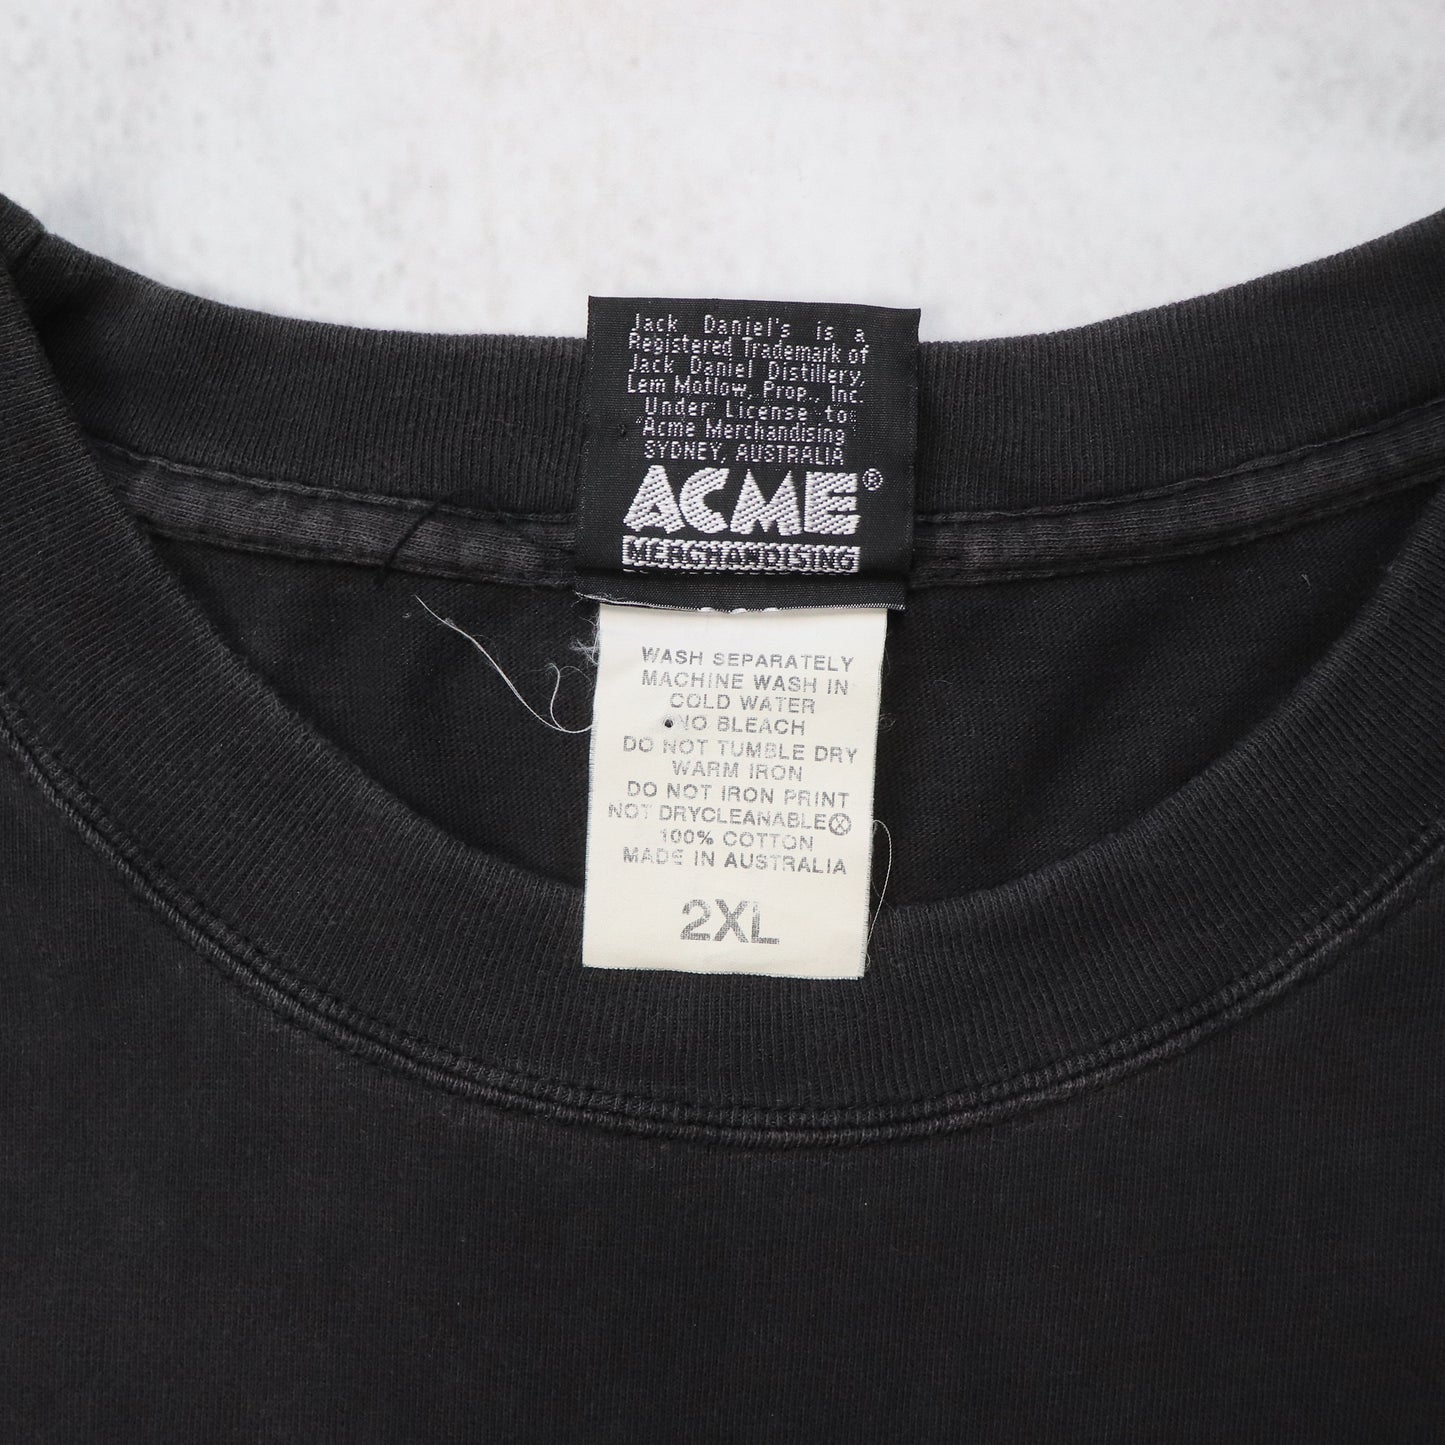 Jack Daniel's is a
Registered Trademark of
Jack Daniel Distillery,
Lem Motlow, Prop., Inc.
Under License to
"Acme Merchandising"
SYDNEY, AUSTRALIA
ACME®
MERCHANDISING
WASH SEPARATELY
MACHINE WASH IN
COLD WATER
NO BLEACH
DO NOT TUMBLE DRY
WARM IRON
DO NOT IRON PRINT
NOT DRYCLEANABLE Ⓧ
100% COTTON
MADE IN AUSTRALIA
2XL